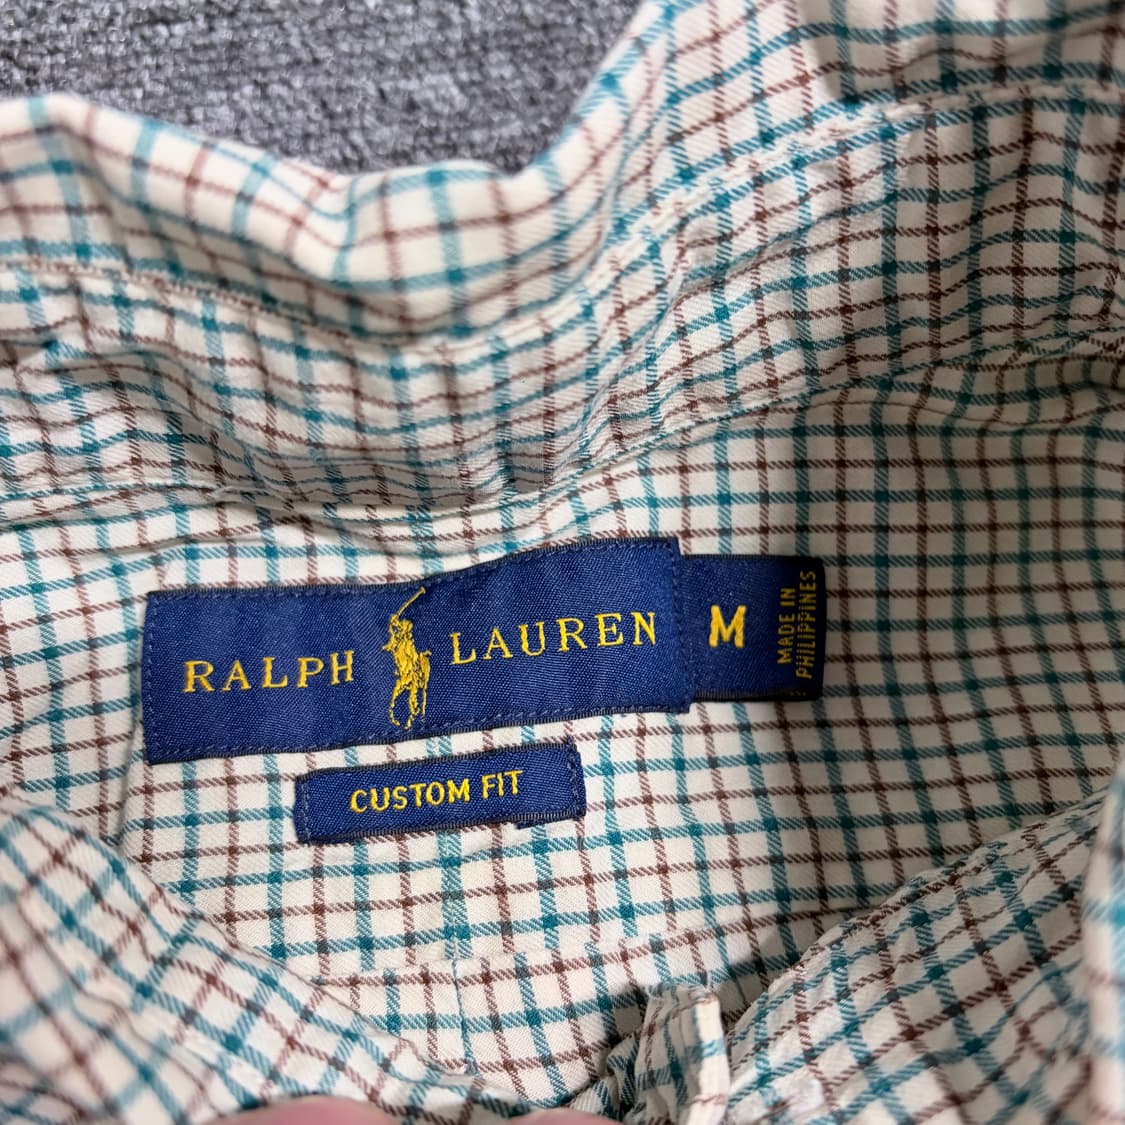 RALPH LAUREN
M
MADE IN
PHILIPPINES
CUSTOM FIT